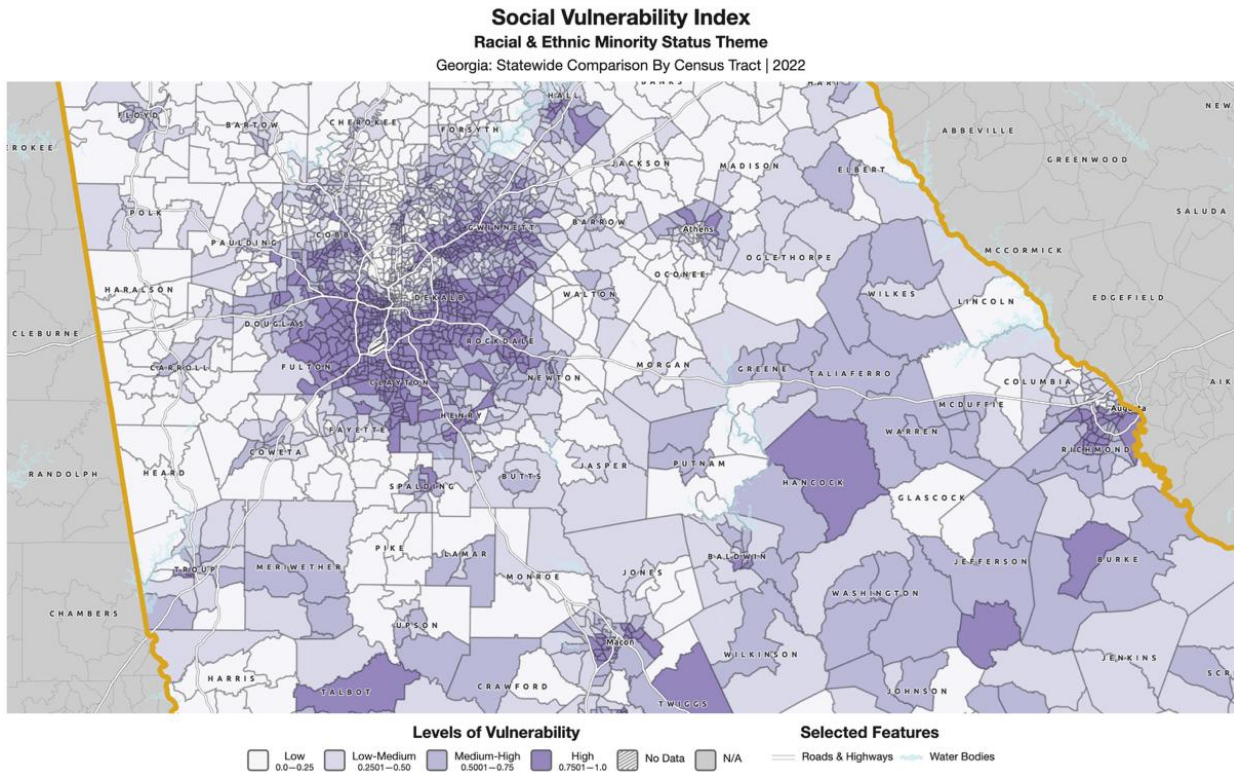 Social Vulnerability Index
Racial & Ethnic Minority Status Theme
Georgia: Statewide Comparison By Census Tract | 2022
BANKS
HART
HALL
FLOYD
NEW
BARTOW
CHEROKEE
FORSYTH
ABBEVILLE
EROKEE
GREENWOOD
JACKSON
MADISON
ELBERT
POLK
SALUDA
BARROW
Athens
COBB
GWINNETT
PAULDING
MCCORMICK
OGLETHORPE
OCONEE
HARALSON
DEKALB
WALTON
WILKES
LINCOLN
EDGEFIELD
CLEBURNE
DOUGLAS
ROCKDALE
CARROLL
FULTON
MORGAN
GREENE
TALIAFERRO
CLAYTON
NEWTON
COLUMBIA
AIK
MCDUFFIE
Augusta
HENRY
FAYETTE
WARREN
COWETA
RICHMOND
RANDOLPH
HEARD
JASPER
PUTNAM
BUTTS
HANCOCK
SPALDING
GLASCOCK
PIKE
LAMAR
BALDWIN
JEFFERSON
BURKE
TROUP
MERIWETHER
MONROE
JONES
WASHINGTON
CHAMBERS
UPSON
Macon
WILKINSON
JENKINS
HARRIS
SCR
TALBOT
CRAWFORD
JOHNSON
TWIGGS
Levels of Vulnerability
Selected Features
Low
0.0—0.25
Low-Medium
0.2501—0.50
Medium-High
0.5001—0.75
High
0.7501—1.0
No Data
N/A
Roads & Highways
Water Bodies